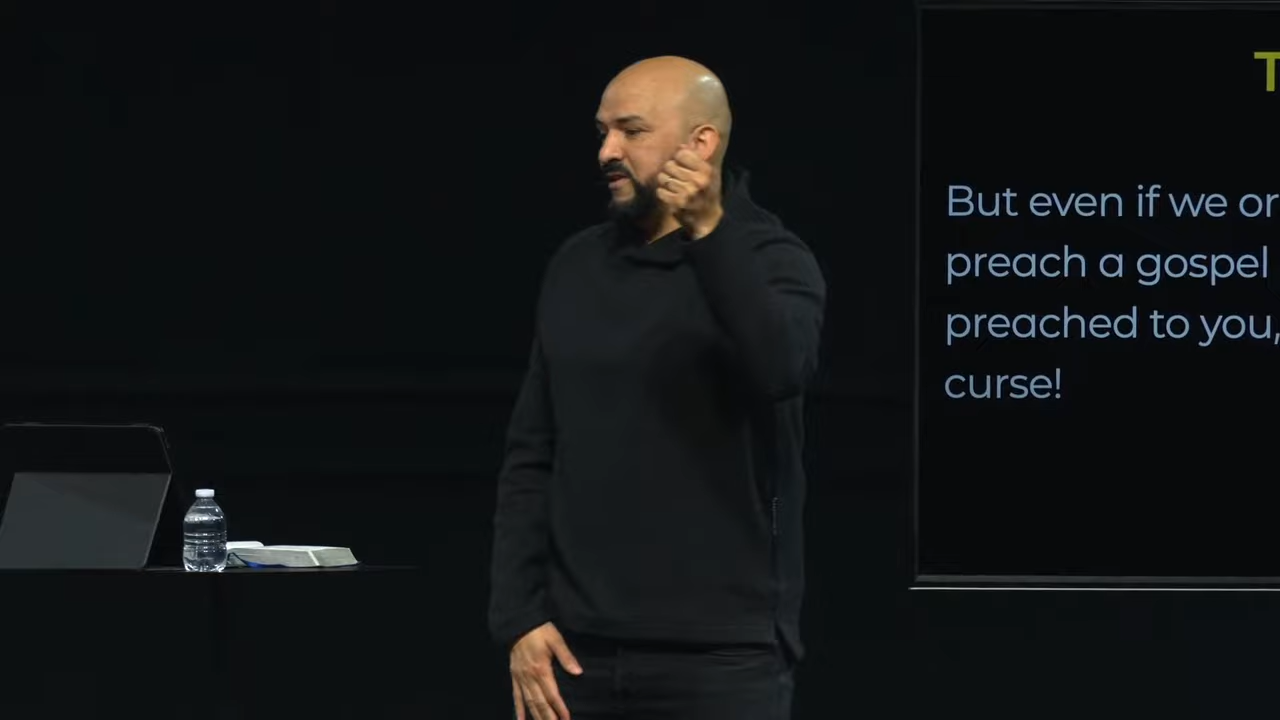 T
But even if we or
preach a gospel
preached to you,
curse!